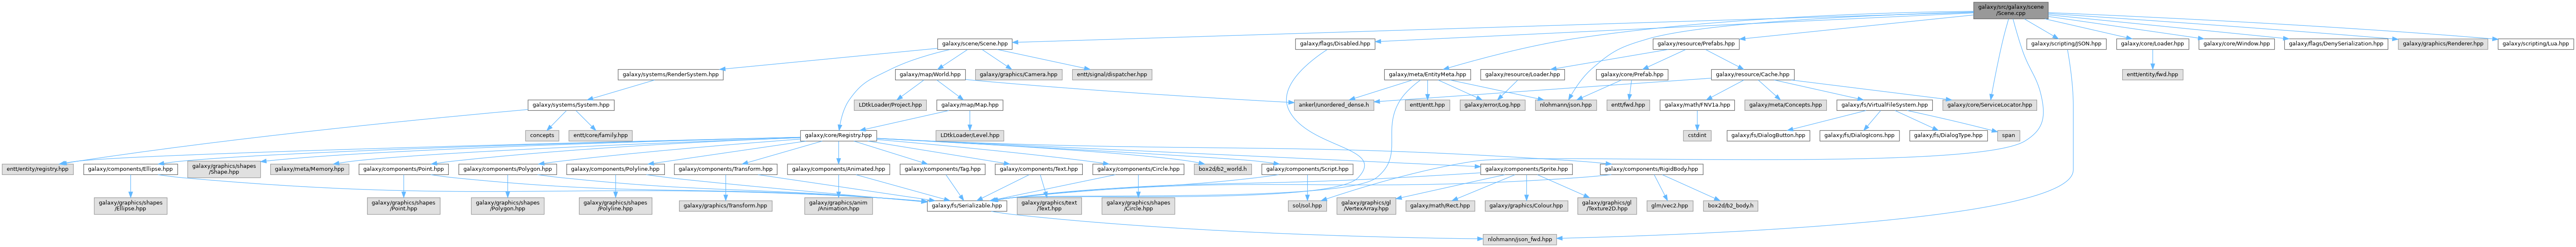 galaxy/src/galaxy/scene
/Scene.cpp
galaxy/scene/Scene.hpp
galaxy/flags/Disabled.hpp
galaxy/resource/Prefabs.hpp
galaxy/scripting/JSON.hpp
galaxy/core/Loader.hpp
galaxy/core/Window.hpp
galaxy/flags/DenySerialization.hpp
galaxy/graphics/Renderer.hpp
galaxy/scripting/Lua.hpp
galaxy/systems/RenderSystem.hpp
galaxy/map/World.hpp
galaxy/graphics/Camera.hpp
entt/signal/dispatcher.hpp
galaxy/meta/EntityMeta.hpp
galaxy/resource/Loader.hpp
galaxy/core/Prefab.hpp
galaxy/resource/Cache.hpp
entt/entity/fwd.hpp
galaxy/systems/System.hpp
LDtkLoader/Project.hpp
galaxy/map/Map.hpp
ankerl/unordered_dense.h
entt/entt.hpp
galaxy/error/Log.hpp
nlohmann/json.hpp
entt/fwd.hpp
galaxy/math/FNV1a.hpp
galaxy/meta/Concepts.hpp
galaxy/fs/VirtualFileSystem.hpp
galaxy/core/ServiceLocator.hpp
concepts
entt/core/family.hpp
galaxy/core/Registry.hpp
LDtkLoader/Level.hpp
cstdint
galaxy/fs/DialogButton.hpp
galaxy/fs/DialogIcons.hpp
galaxy/fs/DialogType.hpp
span
entt/entity/registry.hpp
galaxy/components/Ellipse.hpp
galaxy/graphics/shapes
/Shape.hpp
galaxy/meta/Memory.hpp
galaxy/components/Point.hpp
galaxy/components/Polygon.hpp
galaxy/components/Polyline.hpp
galaxy/components/Transform.hpp
galaxy/components/Animated.hpp
galaxy/components/Tag.hpp
galaxy/components/Text.hpp
galaxy/components/Circle.hpp
box2d/b2_world.h
galaxy/components/Script.hpp
galaxy/components/Sprite.hpp
galaxy/components/RigidBody.hpp
galaxy/graphics/shapes
/Ellipse.hpp
galaxy/graphics/shapes
/Point.hpp
galaxy/graphics/shapes
/Polygon.hpp
galaxy/graphics/shapes
/Polyline.hpp
galaxy/graphics/Transform.hpp
galaxy/graphics/anim
/Animation.hpp
galaxy/fs/Serializable.hpp
galaxy/graphics/text
/Text.hpp
galaxy/graphics/shapes
/Circle.hpp
sol/sol.hpp
galaxy/graphics/gl
/VertexArray.hpp
galaxy/math/Rect.hpp
galaxy/graphics/Colour.hpp
galaxy/graphics/gl
/Texture2D.hpp
glm/vec2.hpp
box2d/b2_body.h
nlohmann/json_fwd.hpp